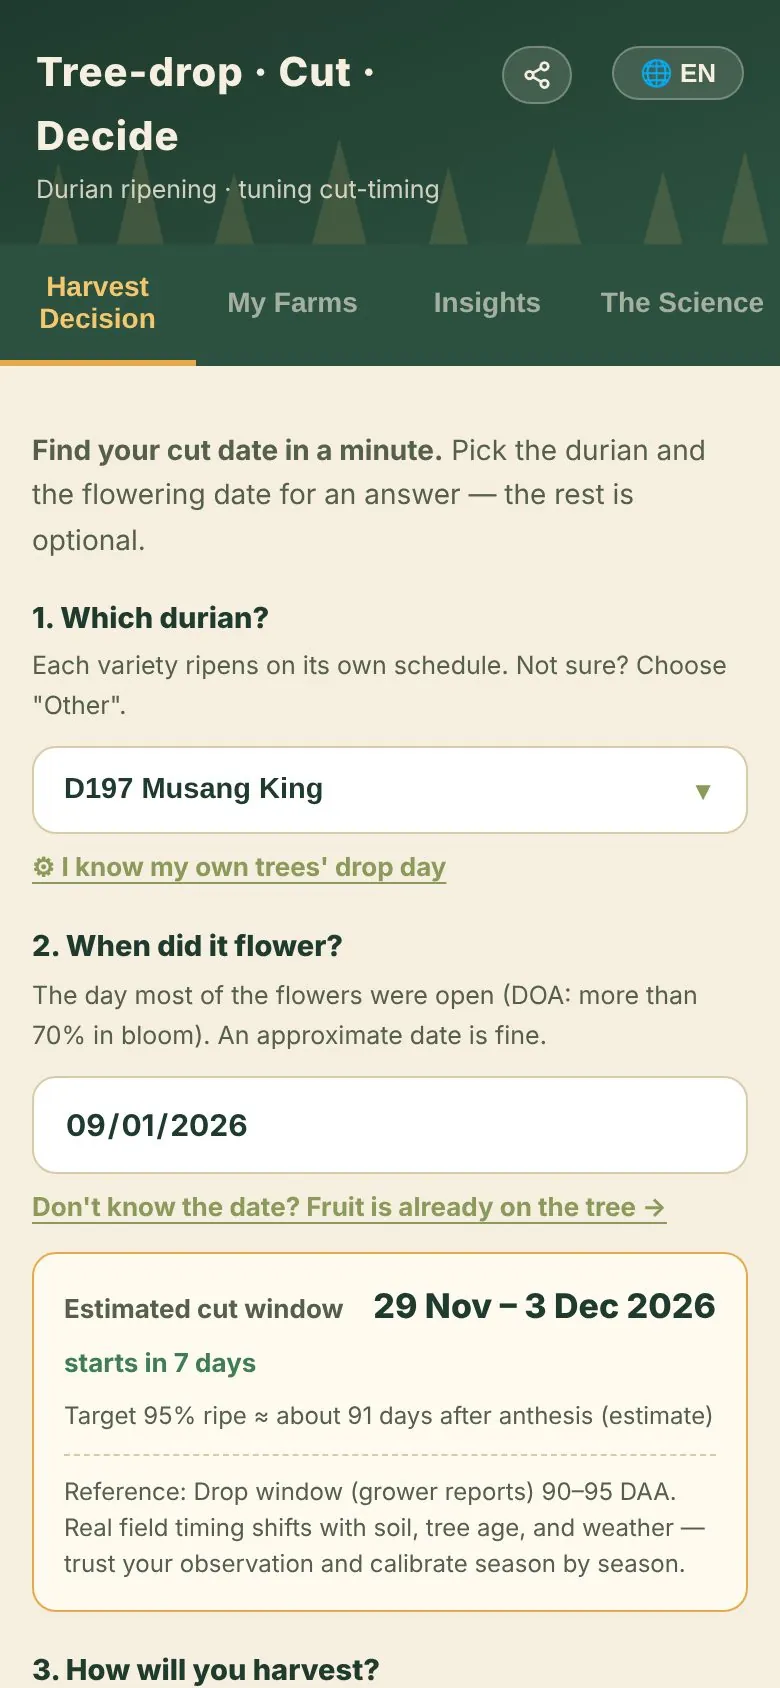 Tree-drop · Cut ·
Decide
EN
Durian ripening · tuning cut-timing
Harvest
Decision
My Farms
Insights
The Science
Find your cut date in a minute. Pick the durian and
the flowering date for an answer — the rest is
optional.
1. Which durian?
Each variety ripens on its own schedule. Not sure? Choose
"Other".
D197 Musang King
I know my own trees' drop day
2. When did it flower?
The day most of the flowers were open (DOA: more than
70% in bloom). An approximate date is fine.
09/01/2026
Don't know the date? Fruit is already on the tree →
Estimated cut window 29 Nov – 3 Dec 2026
starts in 7 days
Target 95% ripe ≈ about 91 days after anthesis (estimate)
Reference: Drop window (grower reports) 90–95 DAA.
Real field timing shifts with soil, tree age, and weather —
trust your observation and calibrate season by season.
3. How will you harvest?